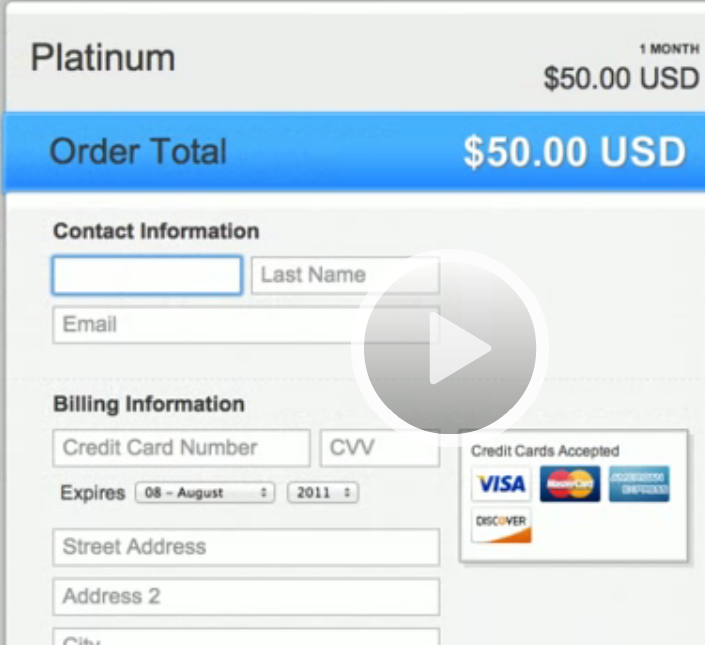 Platinum
1 MONTH
$50.00 USD
Order Total
$50.00 USD
Contact Information
Last Name
Email
Billing Information
Credit Card Number
CVV
Expires
08 - August
2011
Credit Cards Accepted
VISA
MasterCard
AMERICAN
EXPRESS
DISCOVER
Street Address
Address 2
City